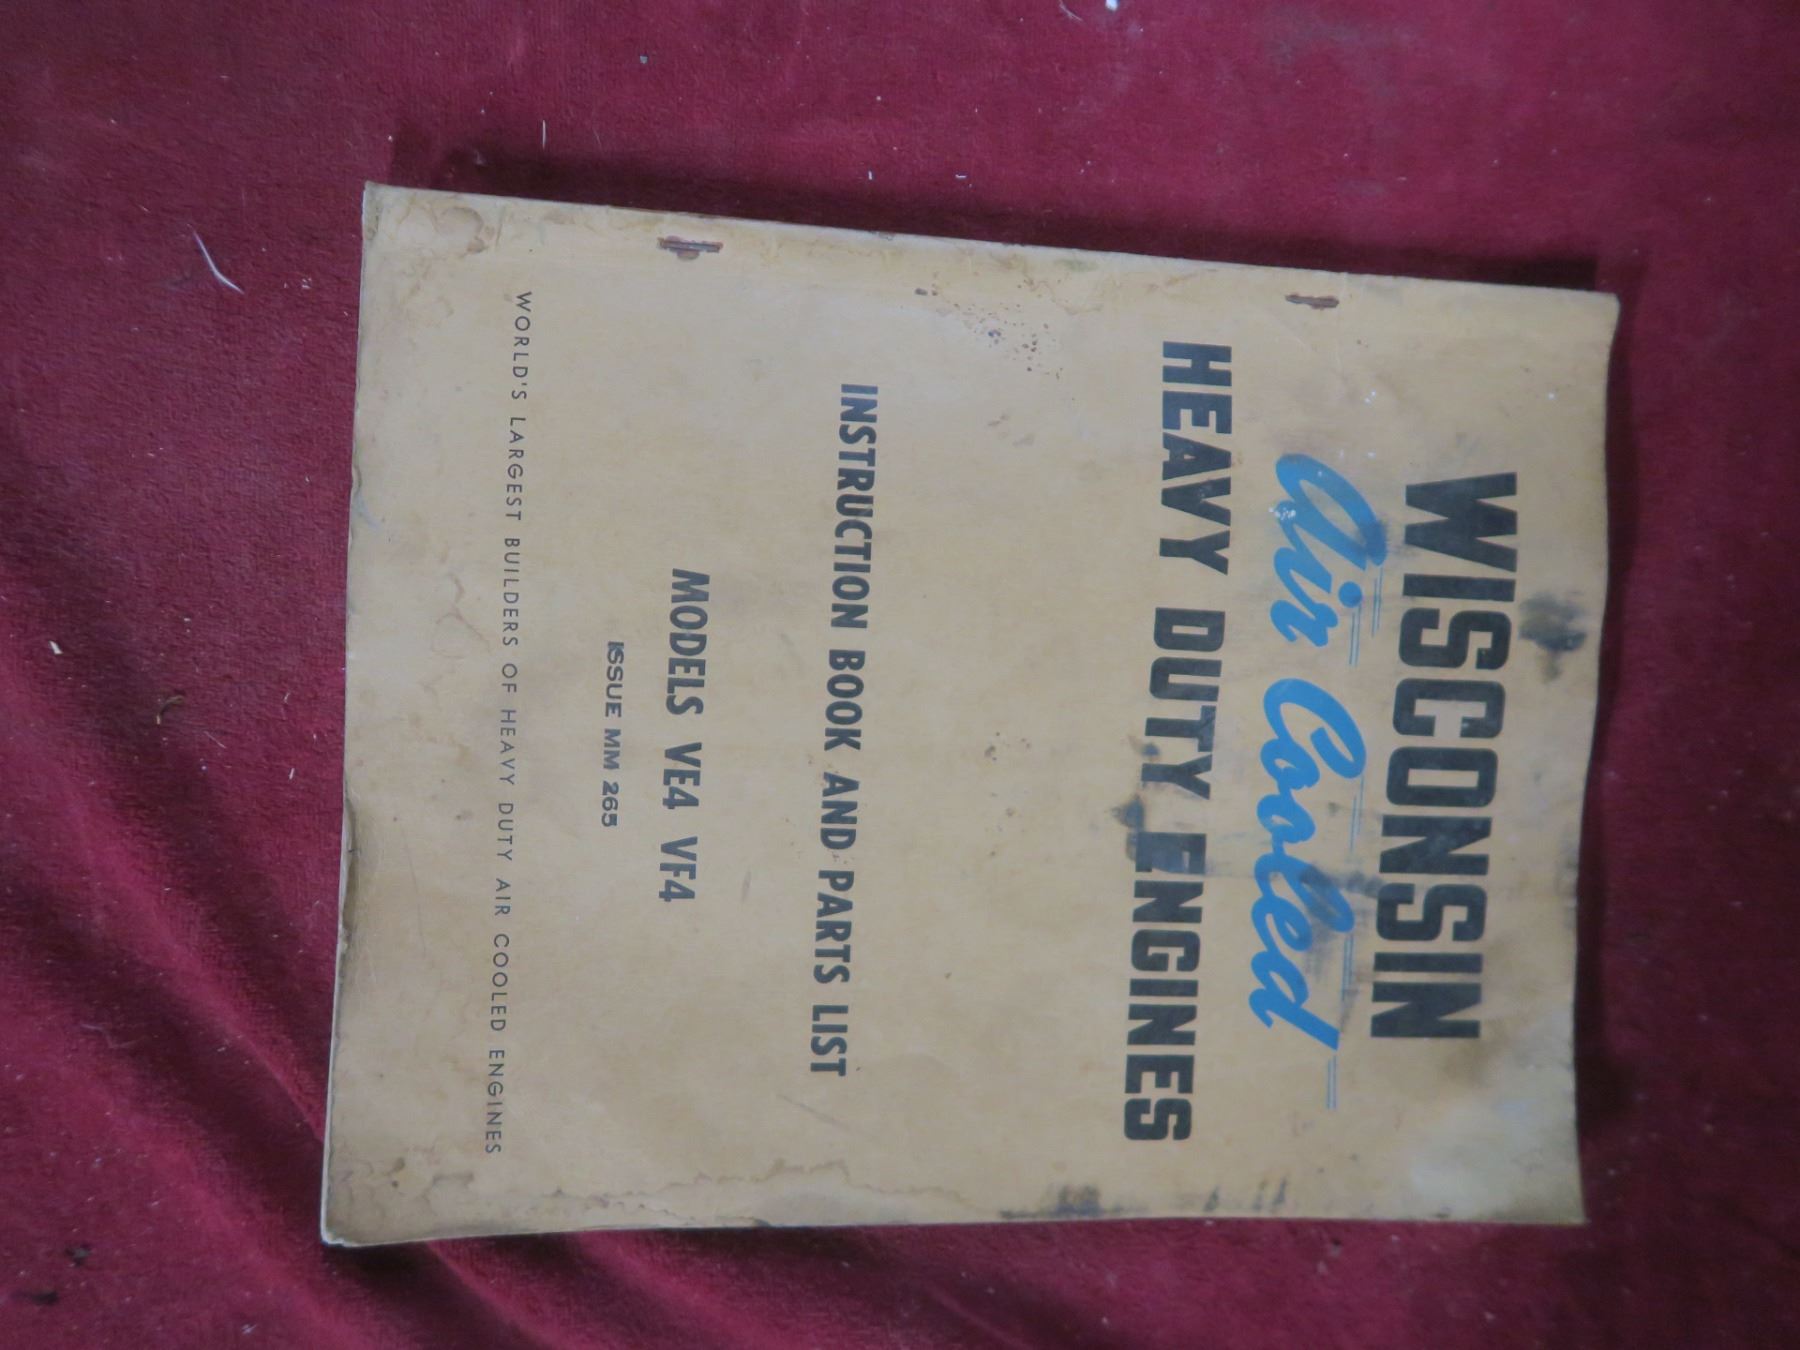 WISCONSIN
Air Cooled
HEAVY DUTY ENGINES
INSTRUCTION BOOK AND PARTS LIST
MODELS VE4 VF4
ISSUE MM 265
WORLD'S LARGEST BUILDERS OF HEAVY DUTY AIR COOLED ENGINES